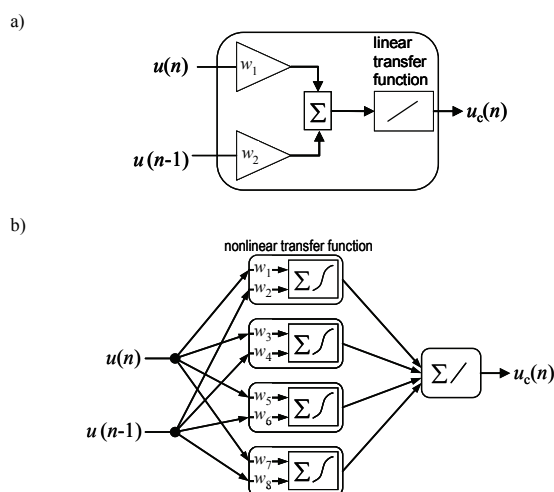 a)
linear
transfer
function
u(n)
w1
Σ
uc(n)
u(n-1)
w2
b)
nonlinear transfer function
w1
w2
Σ
w3
w4
Σ
u(n)
Σ /
uc(n)
w5
w6
Σ
u(n-1)
w7
w8
Σ